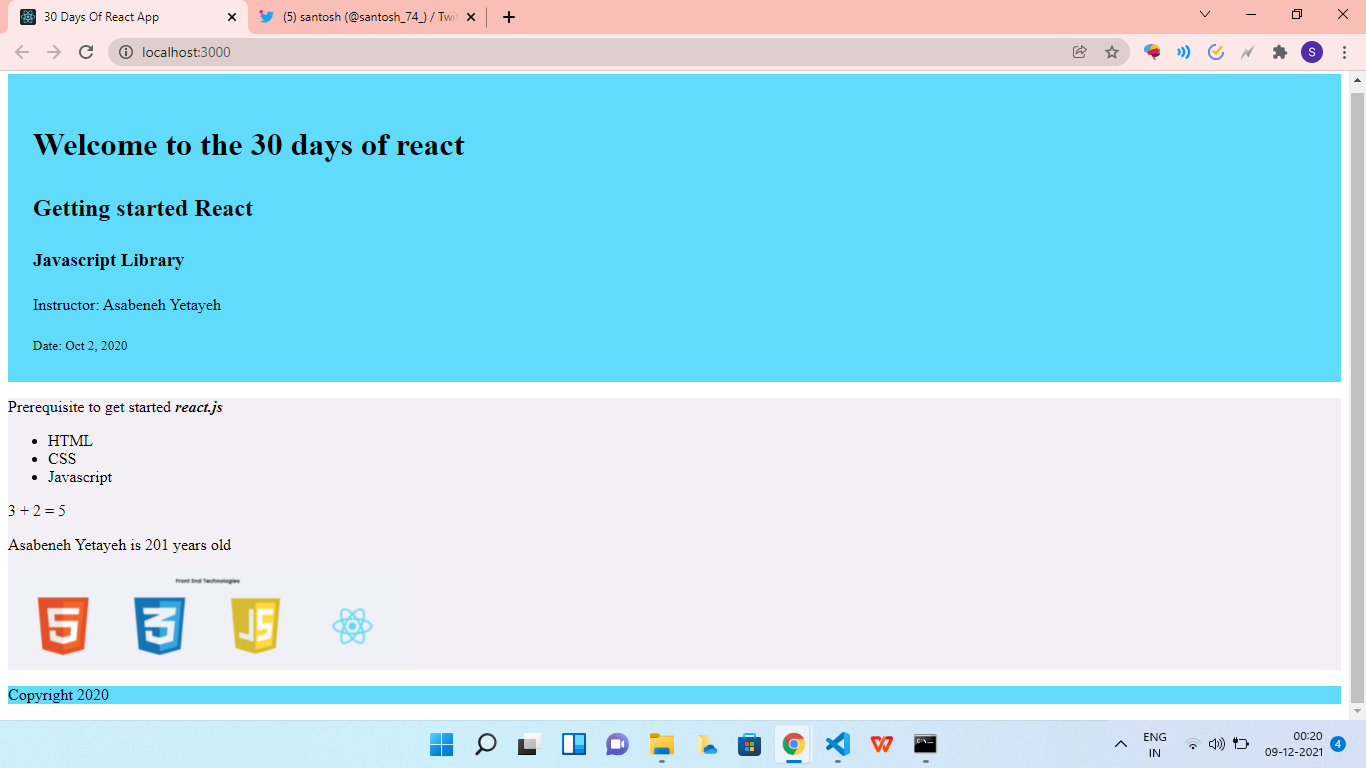 30 Days Of React App
(5) santosh (@santosh_74_) / Twit
localhost:3000
S
Welcome to the 30 days of react
Getting started React
Javascript Library
Instructor: Asabeneh Yetayeh
Date: Oct 2, 2020
Prerequisite to get started react.js
• HTML
• CSS
• Javascript
3 + 2 = 5
Asabeneh Yetayeh is 201 years old
Front End Technologies
5 3 JS
Copyright 2020
ENG
IN
00:20
09-12-2021
4